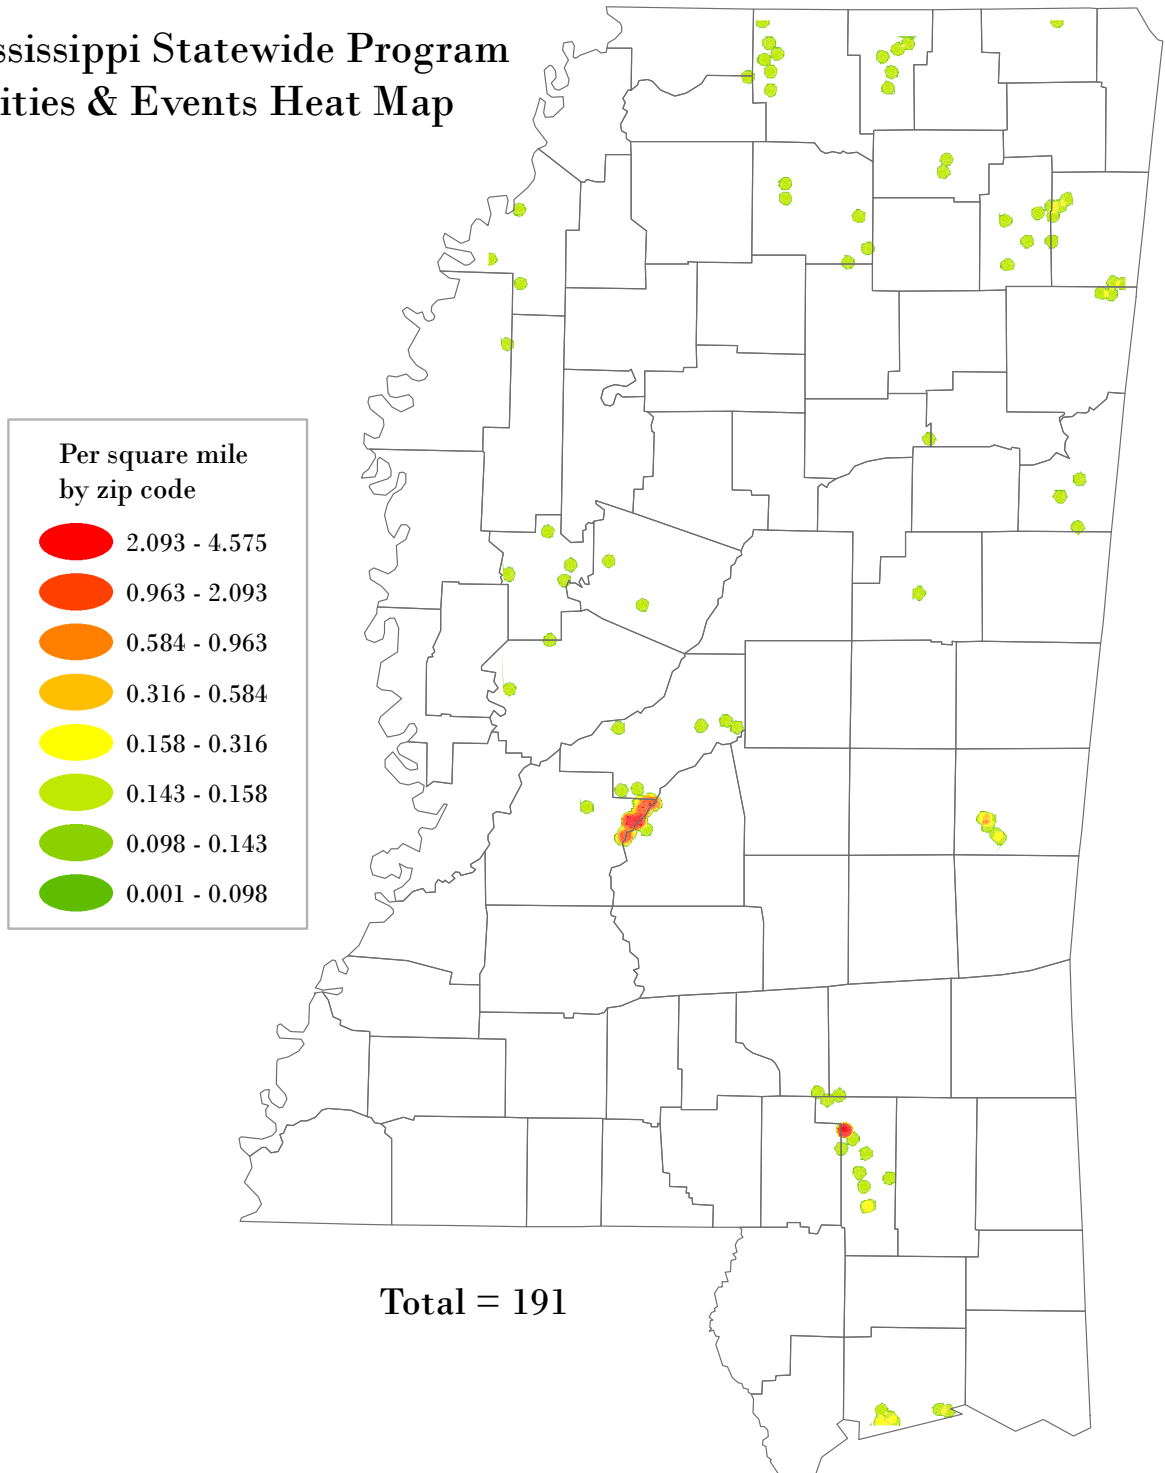 ssissippi Statewide Program
ities & Events Heat Map
Per square mile
by zip code
2.093 - 4.575
0.963 - 2.093
0.584 - 0.963
0.316 - 0.584
0.158 - 0.316
0.143 - 0.158
0.098 - 0.143
0.001 - 0.098
Total = 191